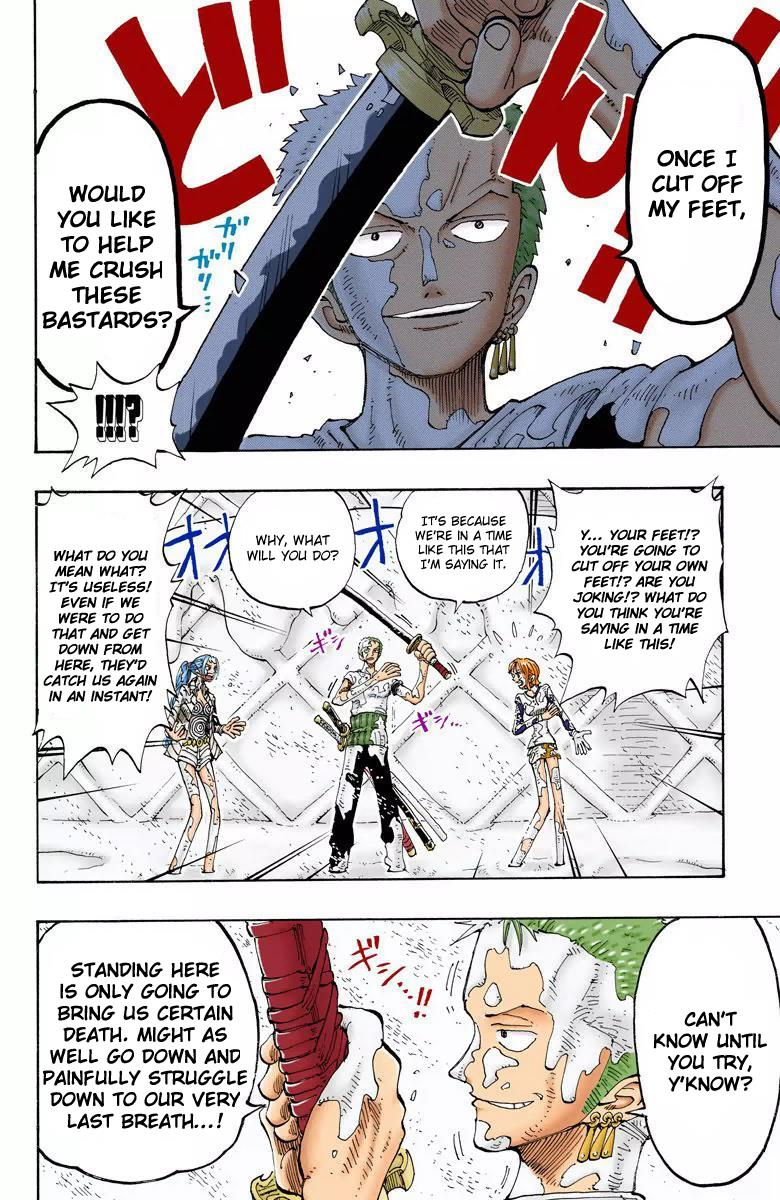 ONCE I
CUT OFF
MY FEET,
どん!!
WOULD
YOU LIKE
TO HELP
ME CRUSH
THESE
BASTARDS?
ガリガリ
!!!?
Y... YOUR FEET!?
YOU'RE GOING TO
CUT OFF YOUR OWN
FEET!? ARE YOU
JOKING!? WHAT DO
YOU THINK YOU'RE
SAYING IN A TIME
LIKE THIS!
IT'S BECAUSE
WE'RE IN A TIME
LIKE THIS THAT
I'M SAYING IT.
WHY, WHAT
WILL YOU DO?
WHAT DO YOU
MEAN WHAT?
IT'S USELESS!
EVEN IF WE
WERE TO DO
THAT AND GET
DOWN FROM
HERE, THEY'D
CATCH US AGAIN
IN AN INSTANT!
オオオオ
ギシ
ギシ...
CAN'T
KNOW UNTIL
YOU TRY,
Y'KNOW?
ギシ...!!
STANDING HERE
IS ONLY GOING TO
BRING US CERTAIN
DEATH. MIGHT AS
WELL GO DOWN AND
PAINFULLY STRUGGLE
DOWN TO OUR VERY
LAST BREATH...!